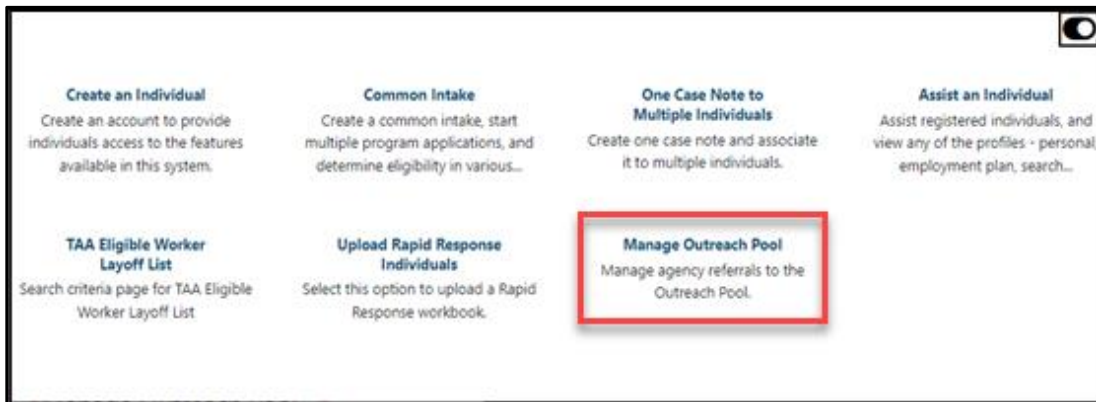 Create an Individual
Create an account to provide
individuals access to the features
available in this system.
Common Intake
Create a common intake, start
multiple program applications, and
determine eligibility in various...
One Case Note to
Multiple Individuals
Create one case note and associate
it to multiple individuals.
Assist an Individual
Assist registered individuals, and
view any of the profiles - personal,
employment plan, search...
TAA Eligible Worker
Layoff List
Search criteria page for TAA Eligible
Worker Layoff List
Upload Rapid Response
Individuals
Select this option to upload a Rapid
Response workbook.
Manage Outreach Pool
Manage agency referrals to the
Outreach Pool.